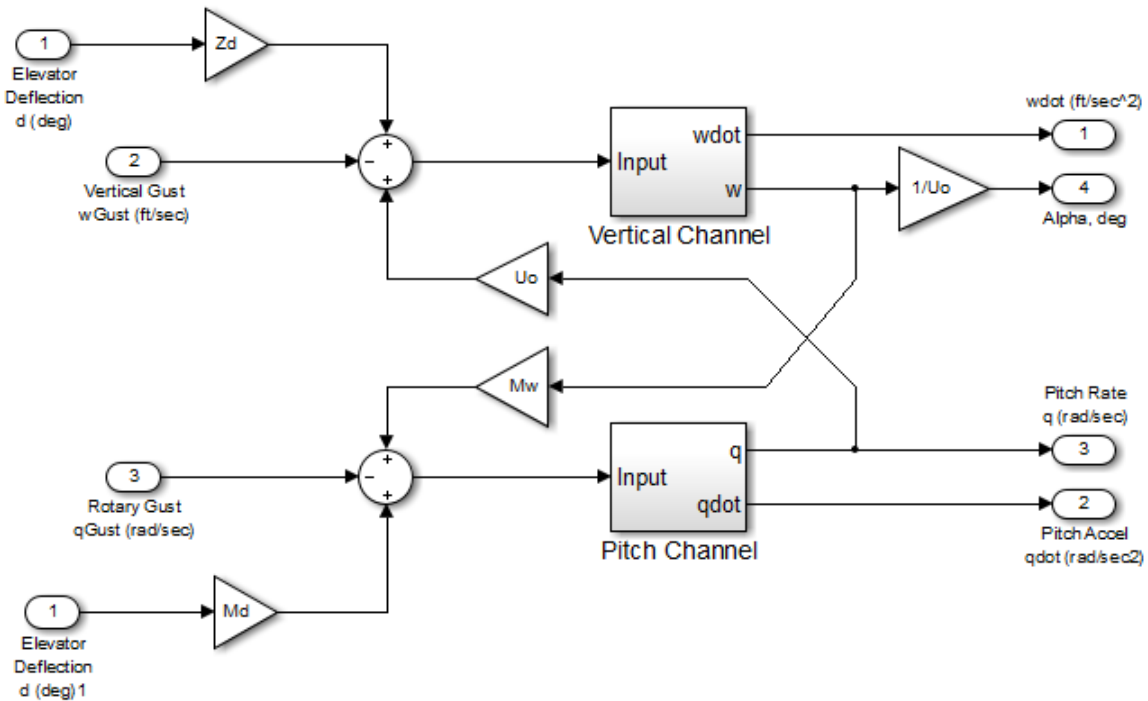 1
Zd
Elevator
Deflection
d (deg)
+
−
+
2
Vertical Gust
wGust (ft/sec)
Input
wdot
w
Vertical Channel
wdot (ft/sec^2)
1
1/Uo
4
Alpha, deg
Uo
Mw
+
−
+
3
Rotary Gust
qGust (rad/sec)
Input
q
qdot
Pitch Channel
Pitch Rate
q (rad/sec)
3
2
Pitch Accel
qdot (rad/sec2)
1
Md
Elevator
Deflection
d (deg)1